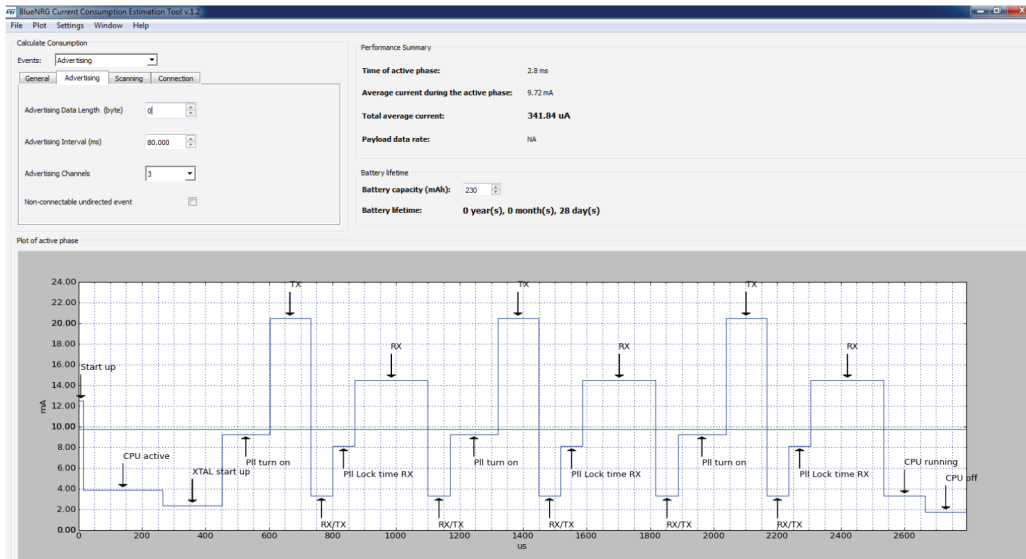 BlueNRG Current Consumption Estimation Tool v.1.2
File Plot Settings Window Help
Calculate Consumption
Events: Advertising
General Advertising Scanning Connection
Advertising Data Length (byte) 0
Advertising Interval (ms) 80.000
Advertising Channels 3
Non-connectable undirected event
Performance Summary
Time of active phase: 2.8 ms
Average current during the active phase: 9.72 mA
Total average current: 341.84 uA
Payload data rate: NA
Battery lifetime
Battery capacity (mAh): 230
Battery lifetime: 0 year(s), 0 month(s), 28 day(s)
Plot of active phase
24.00
22.00
20.00
18.00
16.00
14.00
12.00
10.00
8.00
6.00
4.00
2.00
0.00
mA
TX TX TX
RX RX RX
Start up
CPU active
XTAL start up
Pll turn on Pll turn on Pll turn on
Pll Lock time RX Pll Lock time RX Pll Lock time RX
CPU running
CPU off
RX/TX RX/TX RX/TX RX/TX RX/TX
0 200 400 600 800 1000 1200 1400 1600 1800 2000 2200 2400 2600
us